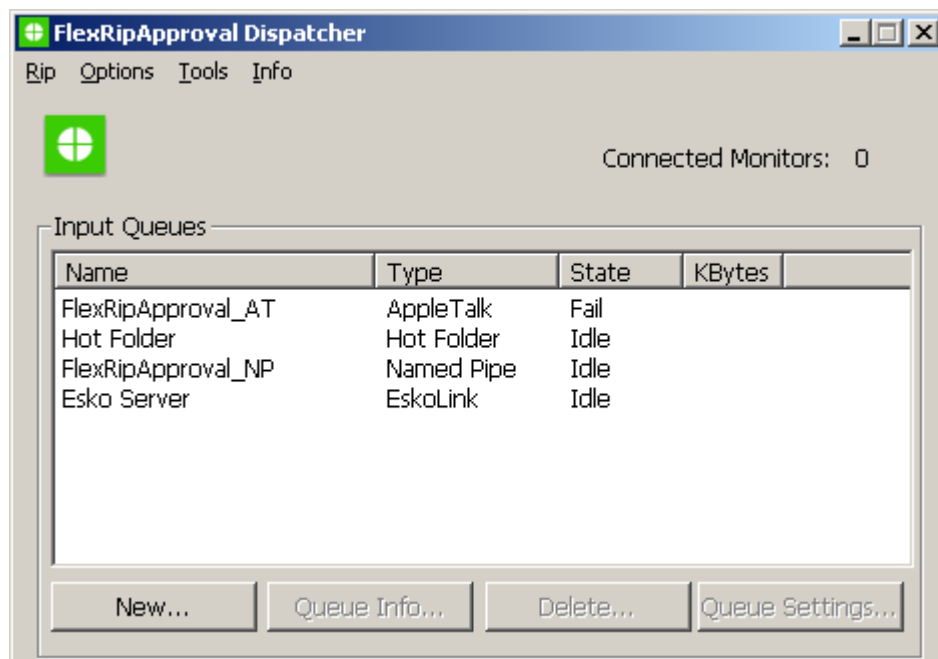 FlexRipApproval Dispatcher
Rip Options Tools Info
Connected Monitors: 0
Input Queues
Name Type State KBytes
FlexRipApproval_AT AppleTalk Fail
Hot Folder Hot Folder Idle
FlexRipApproval_NP Named Pipe Idle
Esko Server EskoLink Idle
New... Queue Info... Delete... Queue Settings...